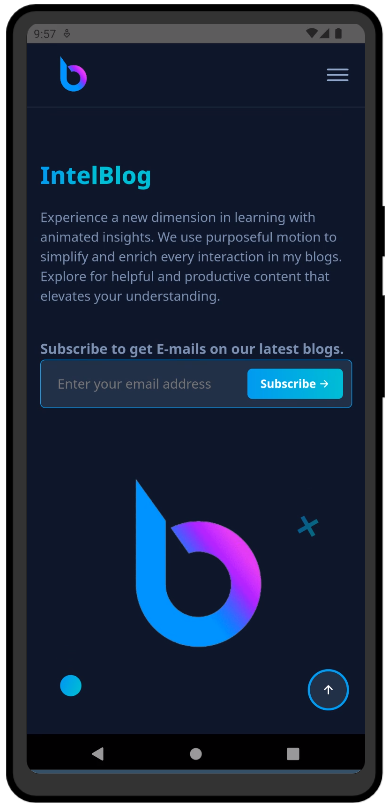 9:57
IntelBlog
Experience a new dimension in learning with
animated insights. We use purposeful motion to
simplify and enrich every interaction in my blogs.
Explore for helpful and productive content that
elevates your understanding.
Subscribe to get E-mails on our latest blogs.
Enter your email address
Subscribe →